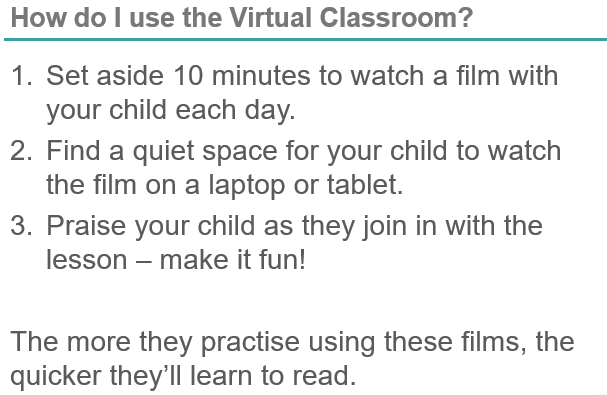 How do I use the Virtual Classroom?
1. Set aside 10 minutes to watch a film with
your child each day.
2. Find a quiet space for your child to watch
the film on a laptop or tablet.
3. Praise your child as they join in with the
lesson – make it fun!
The more they practise using these films, the
quicker they’ll learn to read.